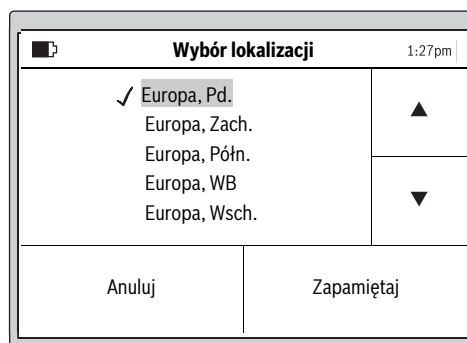 Wybór lokalizacji 1:27pm
Europa, Pd.
Europa, Zach.
Europa, Półn.
Europa, WB
Europa, Wsch.
Anuluj Zapamiętaj